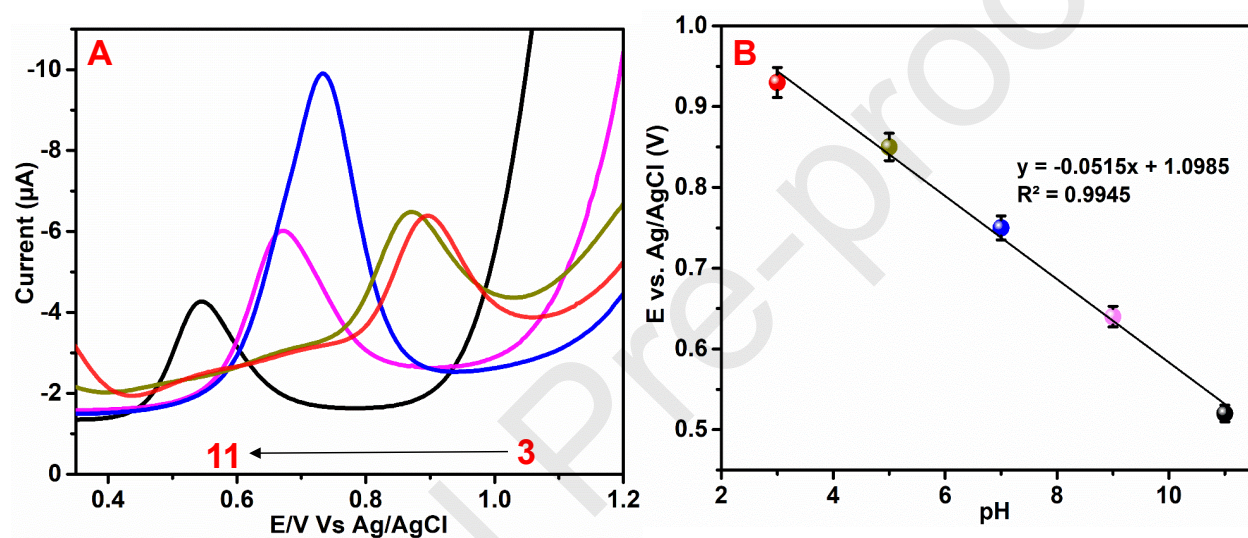 A
-10
-8
-6
-4
-2
0
Current (µA)
11
3
0.4 0.6 0.8 1.0 1.2
E/V Vs Ag/AgCl
B
1.0
0.9
0.8
0.7
0.6
0.5
E vs. Ag/AgCl (V)
y = -0.0515x + 1.0985
R² = 0.9945
2 4 6 8 10
pH
Pre-proo